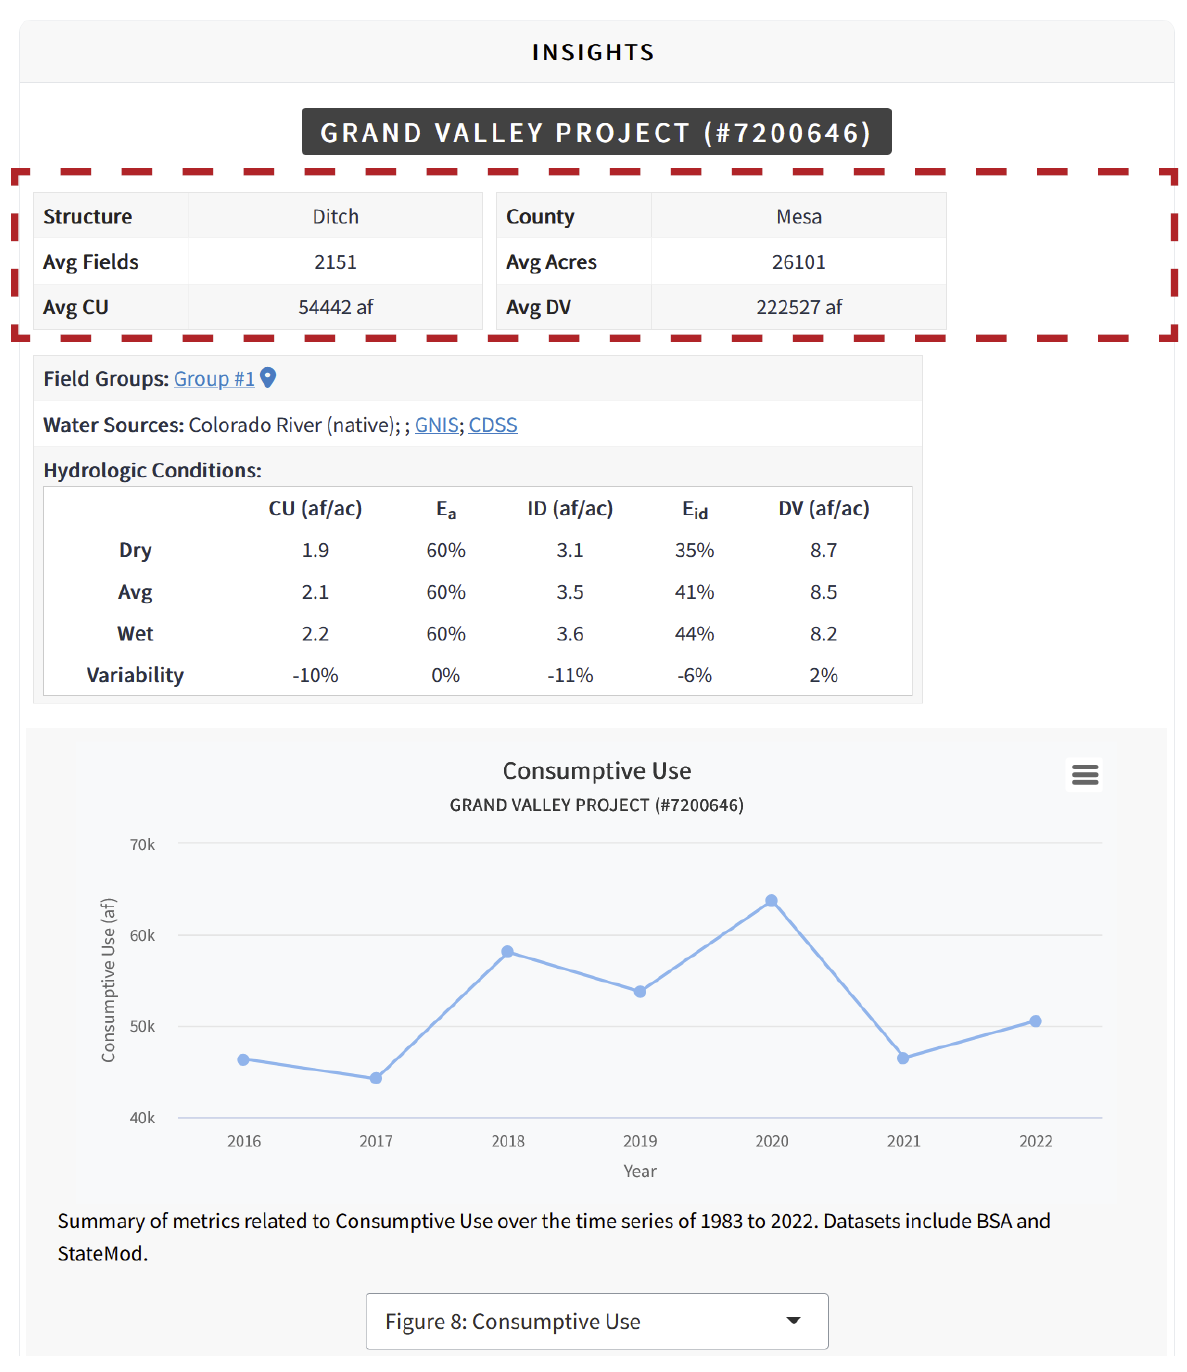 INSIGHTS
GRAND VALLEY PROJECT (#7200646)
Structure Ditch County Mesa
Avg Fields 2151 Avg Acres 26101
Avg CU 54442 af Avg DV 222527 af
Field Groups: Group #1
Water Sources: Colorado River (native); ; GNIS; CDSS
Hydrologic Conditions:
CU (af/ac) Ea ID (af/ac) Eid DV (af/ac)
Dry 1.9 60% 3.1 35% 8.7
Avg 2.1 60% 3.5 41% 8.5
Wet 2.2 60% 3.6 44% 8.2
Variability -10% 0% -11% -6% 2%
Consumptive Use
GRAND VALLEY PROJECT (#7200646)
Consumptive Use (af)
70k
60k
50k
40k
2016 2017 2018 2019 2020 2021 2022
Year
Summary of metrics related to Consumptive Use over the time series of 1983 to 2022. Datasets include BSA and
StateMod.
Figure 8: Consumptive Use